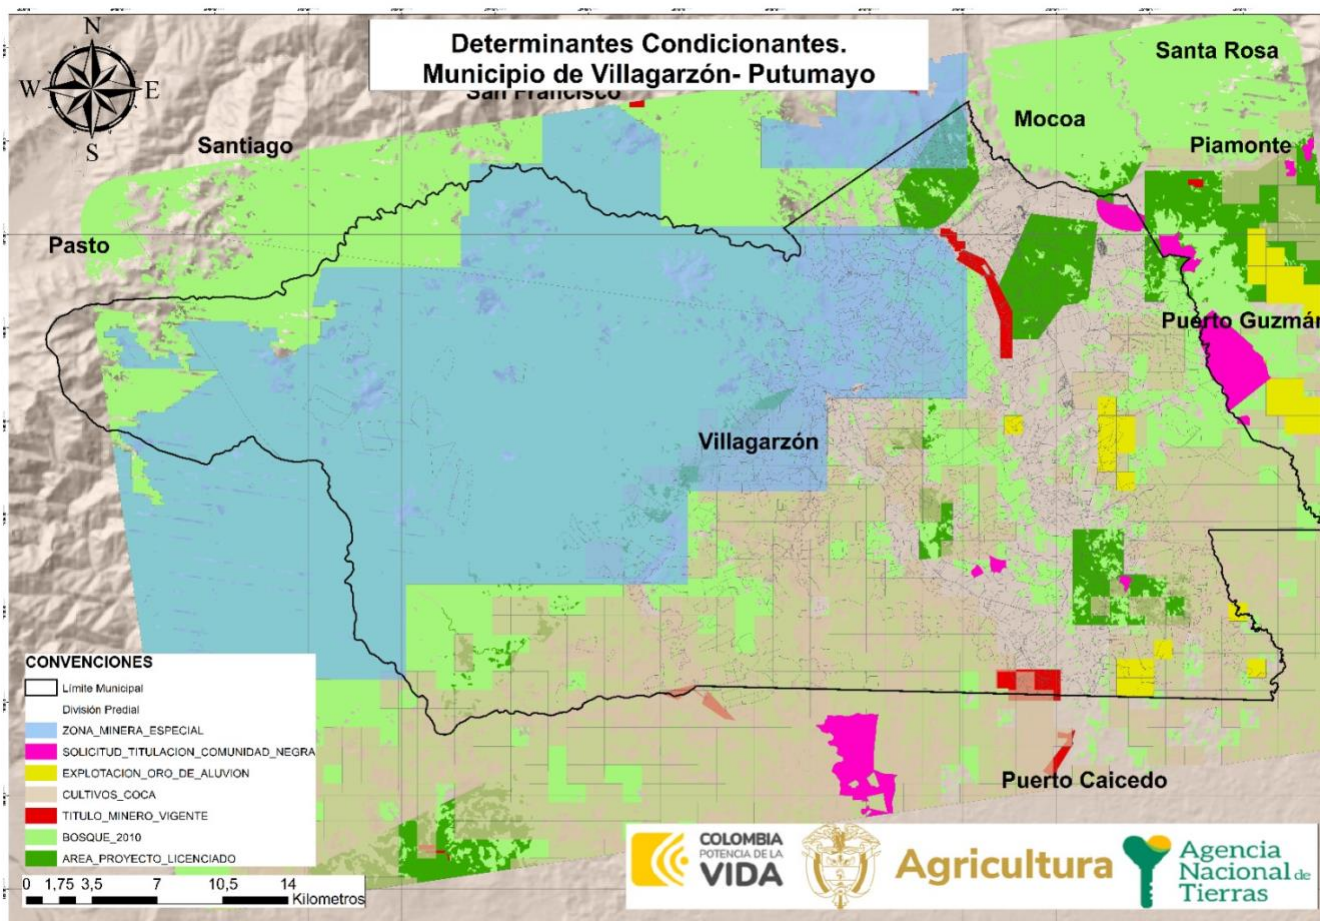 Determinantes Condicionantes.
Municipio de Villagarzón- Putumayo
N
W
E
S
San Francisco
Santa Rosa
Mocoa
Santiago
Piamonte
Pasto
Puerto Guzmán
Villagarzón
Puerto Caicedo
CONVENCIONES
Límite Municipal
División Predial
ZONA_MINERA_ESPECIAL
SOLICITUD_TITULACION_COMUNIDAD_NEGRA
EXPLOTACION_ORO_DE_ALUVION
CULTIVOS_COCA
TITULO_MINERO_VIGENTE
BOSQUE_2010
AREA_PROYECTO_LICENCIADO
0 1,75 3,5 7 10,5 14
Kilometros
COLOMBIA
POTENCIA DE LA
VIDA
Agricultura
Agencia
Nacional de
Tierras